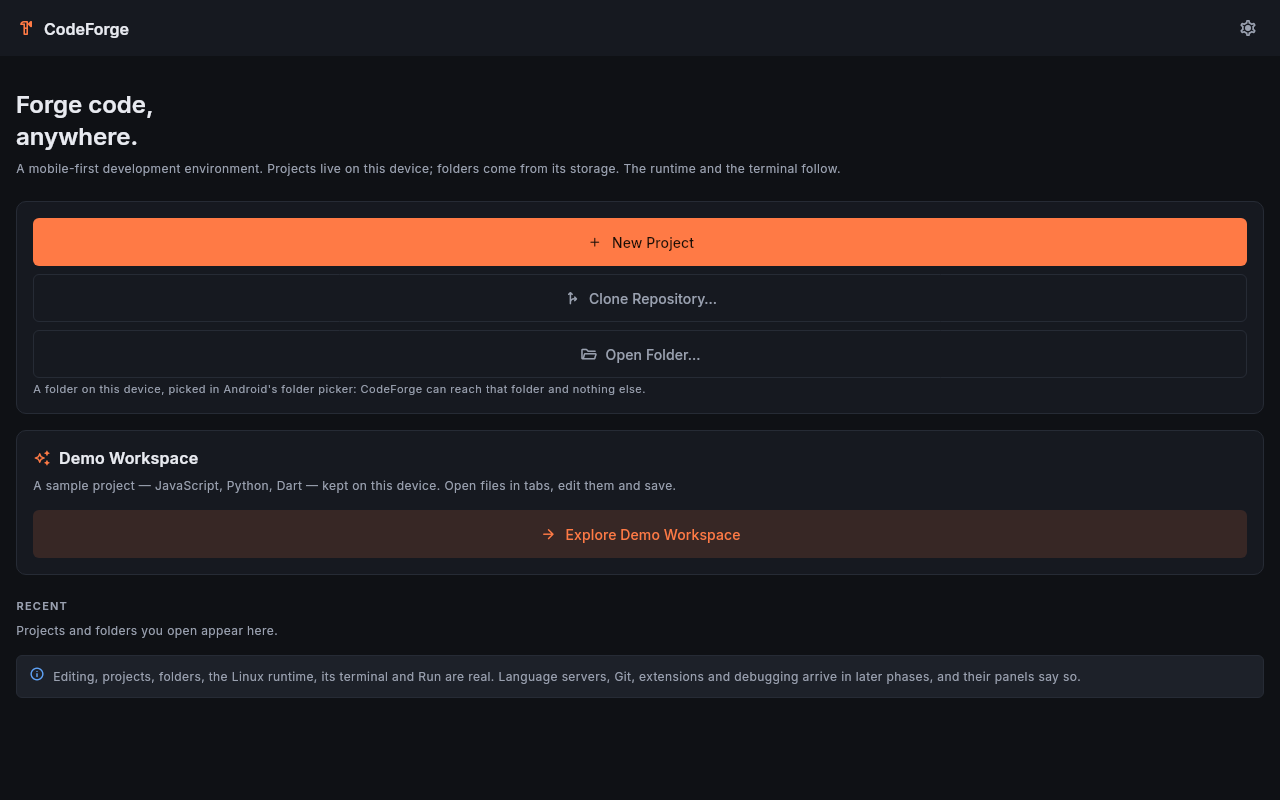 CodeForge
Forge code,
anywhere.
A mobile-first development environment. Projects live on this device; folders come from its storage. The runtime and the terminal follow.
New Project
Clone Repository...
Open Folder...
A folder on this device, picked in Android's folder picker: CodeForge can reach that folder and nothing else.
Demo Workspace
A sample project — JavaScript, Python, Dart — kept on this device. Open files in tabs, edit them and save.
Explore Demo Workspace
RECENT
Projects and folders you open appear here.
Editing, projects, folders, the Linux runtime, its terminal and Run are real. Language servers, Git, extensions and debugging arrive in later phases, and their panels say so.